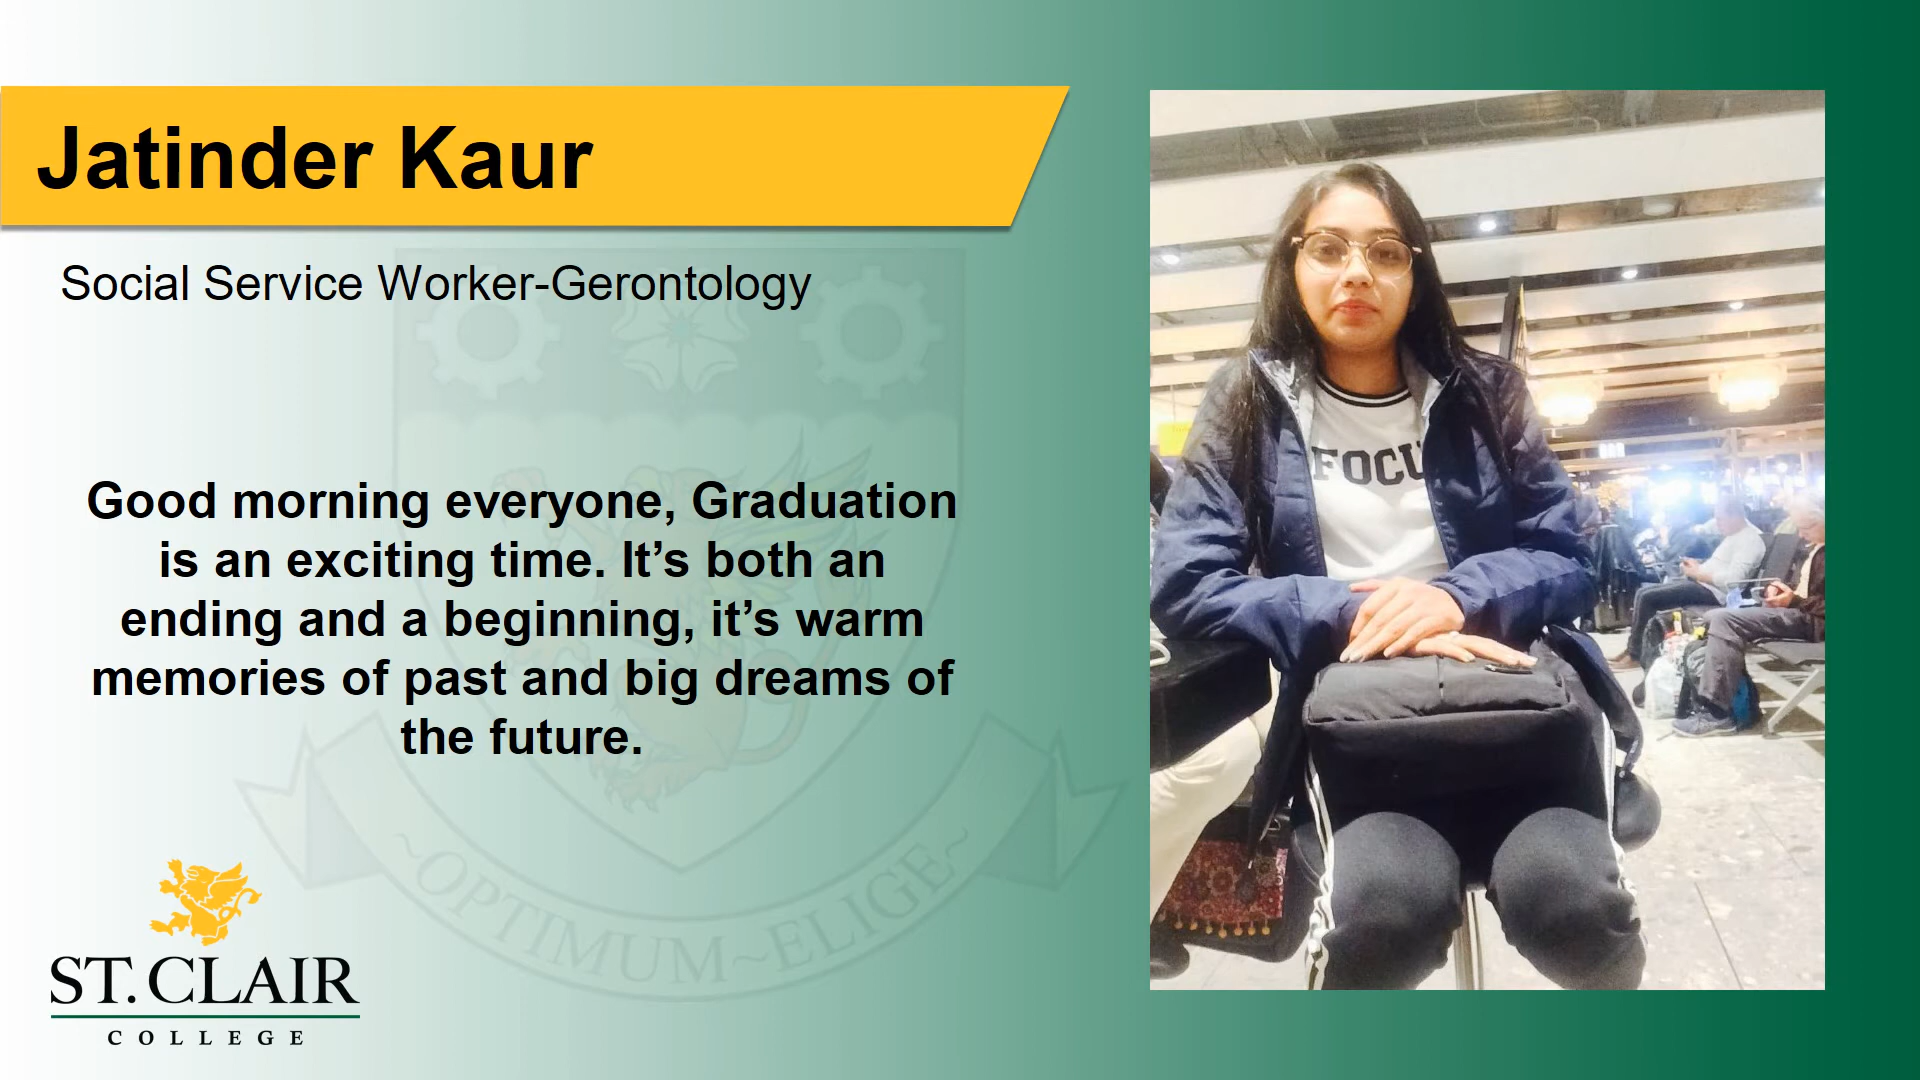 Jatinder Kaur
Social Service Worker-Gerontology
Good morning everyone, Graduation
is an exciting time. It’s both an
ending and a beginning, it’s warm
memories of past and big dreams of
the future.
~OPTIMUM~ELIGE~
ST. CLAIR
COLLEGE
FOCU